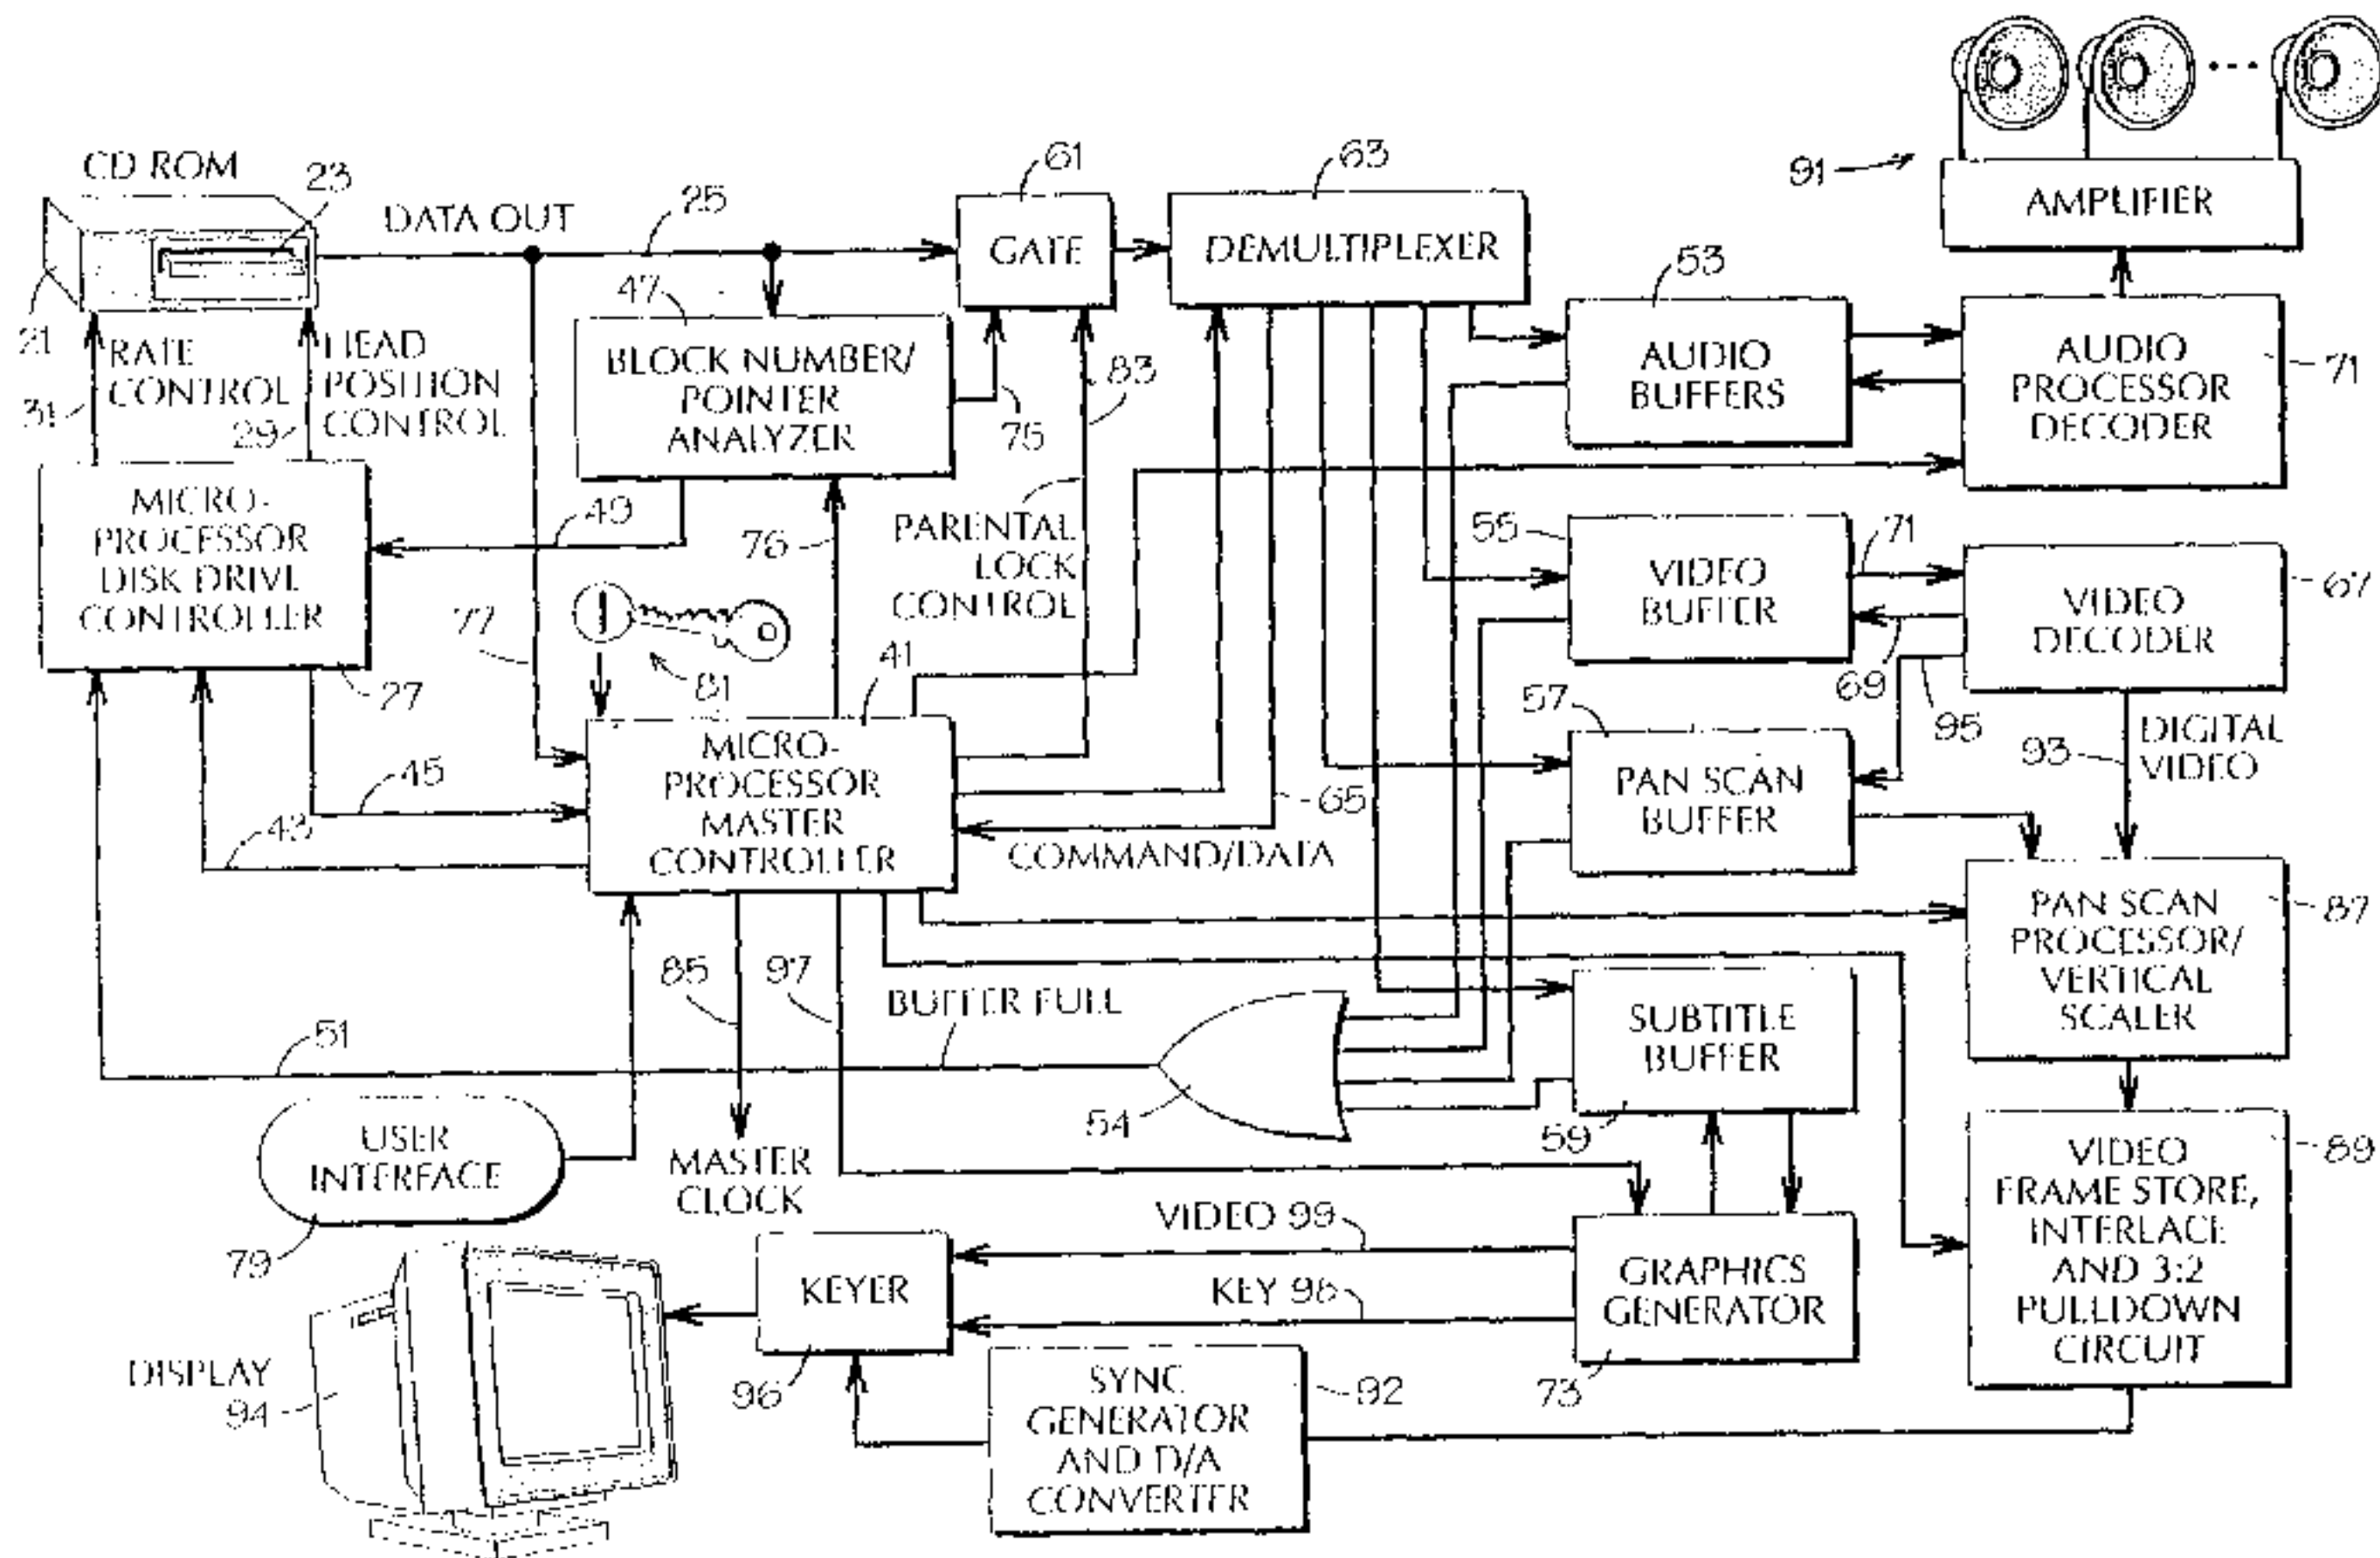 CD ROM
23
DATA OUT
25
61
63
91
AMPLIFIER
GATE
DEMULTIPLEXER
21
47
53
RATE
CONTROL
31
HEAD
POSITION
CONTROL
29
BLOCK NUMBER/
POINTER
ANALYZER
75
83
AUDIO
BUFFERS
AUDIO
PROCESSOR
DECODER
71
MICRO-
PROCESSOR
DISK DRIVE
CONTROLLER
27
49
76
PARENTAL
LOCK
CONTROL
55
VIDEO
BUFFER
71
VIDEO
DECODER
67
69
95
77
81
41
57
DIGITAL
VIDEO
93
45
43
MICRO-
PROCESSOR
MASTER
CONTROLLER
65
COMMAND/DATA
PAN SCAN
BUFFER
PAN SCAN
PROCESSOR/
VERTICAL
SCALER
87
85
97
BUFFER FULL
51
54
SUBTITLE
BUFFER
59
USER
INTERFACE
79
MASTER
CLOCK
VIDEO
FRAME STORE,
INTERLACE
AND 3:2
PULLDOWN
CIRCUIT
89
VIDEO 99
KEY 98
KEYER
96
GRAPHICS
GENERATOR
73
DISPLAY
94
SYNC
GENERATOR
AND D/A
CONVERTER
92